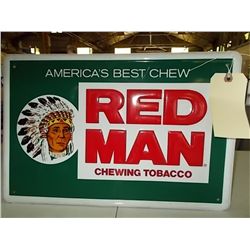 AMERICA'S BEST CHEW
RED
MAN
CHEWING TOBACCO